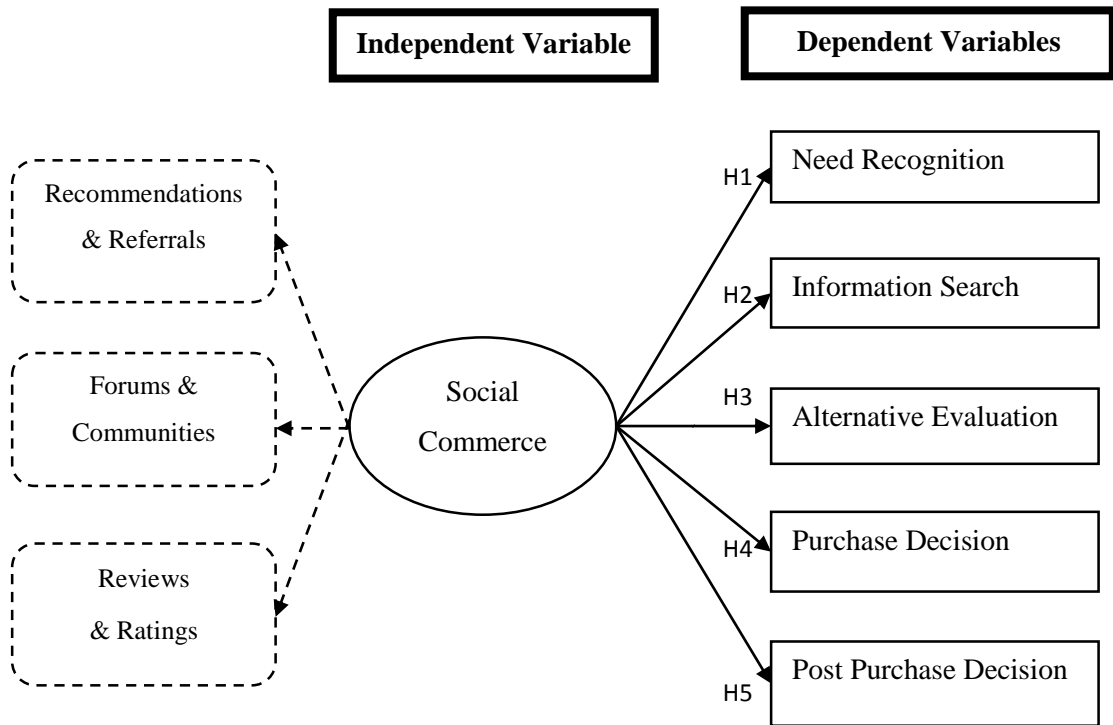 Independent Variable
Dependent Variables
Recommendations
& Referrals
Forums &
Communities
Reviews
& Ratings
Social
Commerce
H1
Need Recognition
H2
Information Search
H3
Alternative Evaluation
H4
Purchase Decision
H5
Post Purchase Decision